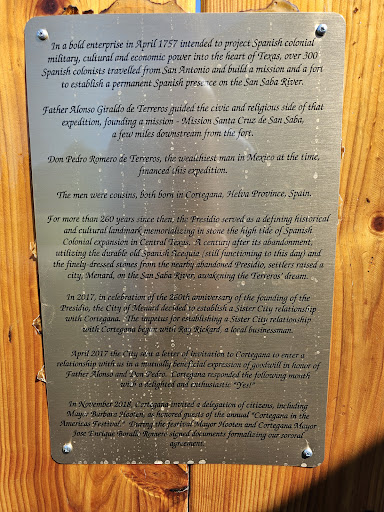 In a bold enterprise in April 1757 intended to project Spanish colonial
military, cultural and economic power into the heart of Texas, over 300
Spanish colonists travelled from San Antonio and build a mission and a fort
to establish a permanent Spanish presence on the San Saba River.
Father Alonso Giraldo de Terreros guided the civic and religious side of that
expedition, founding a mission - Mission Santa Cruz de San Saba,
a few miles downstream from the fort.
Don Pedro Romero de Terreros, the wealthiest man in Mexico at the time,
financed this expedition.
The men were cousins, both born in Cortegana, Helva Province, Spain.
For more than 260 years since then, the Presidio served as a defining historical
and cultural landmark memorializing in stone the high tide of Spanish
Colonial expansion in Central Texas. A century after its abandonment,
utilizing the durable old Spanish acequia (still functioning to this day) and
the finely-dressed stones from the nearby abandoned Presidio, settlers raised a
city, Menard, on the San Saba River, awakening the Terreros' dream.
In 2017, in celebration of the 260th anniversary of the founding of the
Presidio, the City of Menard decided to establish a Sister City relationship
with Cortegana. The impetus for establishing a Sister City relationship
with Cortegana began with Ray Rickard, a local businessman.
April 2017 the City sent a letter of invitation to Cortegana to enter a
relationship with us in a mutually beneficial expression of goodwill in honor of
Father Alonso and Don Pedro. Cortegana responded the following month
with a delighted and enthusiastic "Yes!"
In November 2018, Cortegana invited a delegation of citizens, including
Mayor Barbara Hooten, as honored guests of the annual "Cortegana in the
Americas Festival." During the festival Mayor Hooten and Cortegana Mayor
Jose Enrique Borallo Romero signed documents formalizing our sororal
agreement.